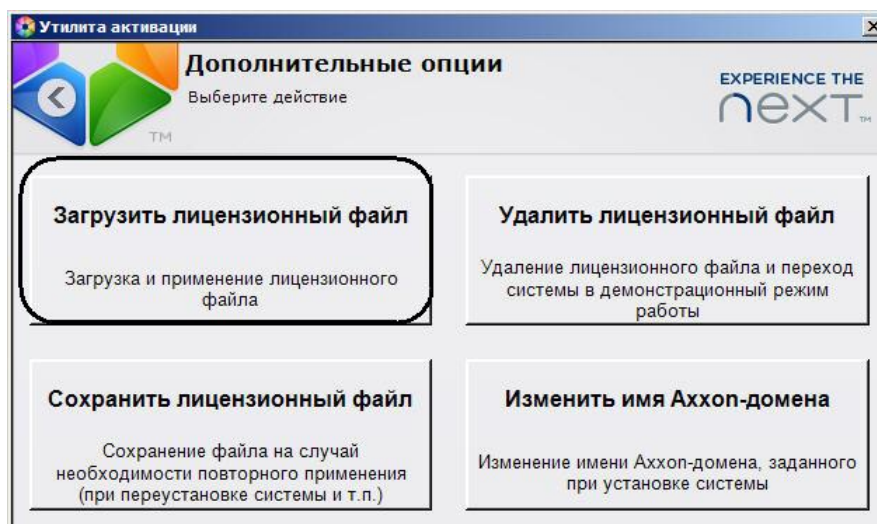 Утилита активации
Дополнительные опции
Выберите действие
TM
EXPERIENCE THE
next TM
Загрузить лицензионный файл
Загрузка и применение лицензионного
файла
Удалить лицензионный файл
Удаление лицензионного файла и переход
системы в демонстрационный режим
работы
Сохранить лицензионный файл
Сохранение файла на случай
необходимости повторного применения
(при переустановке системы и т.п.)
Изменить имя Axxon-домена
Изменение имени Axxon-домена, заданного
при установке системы